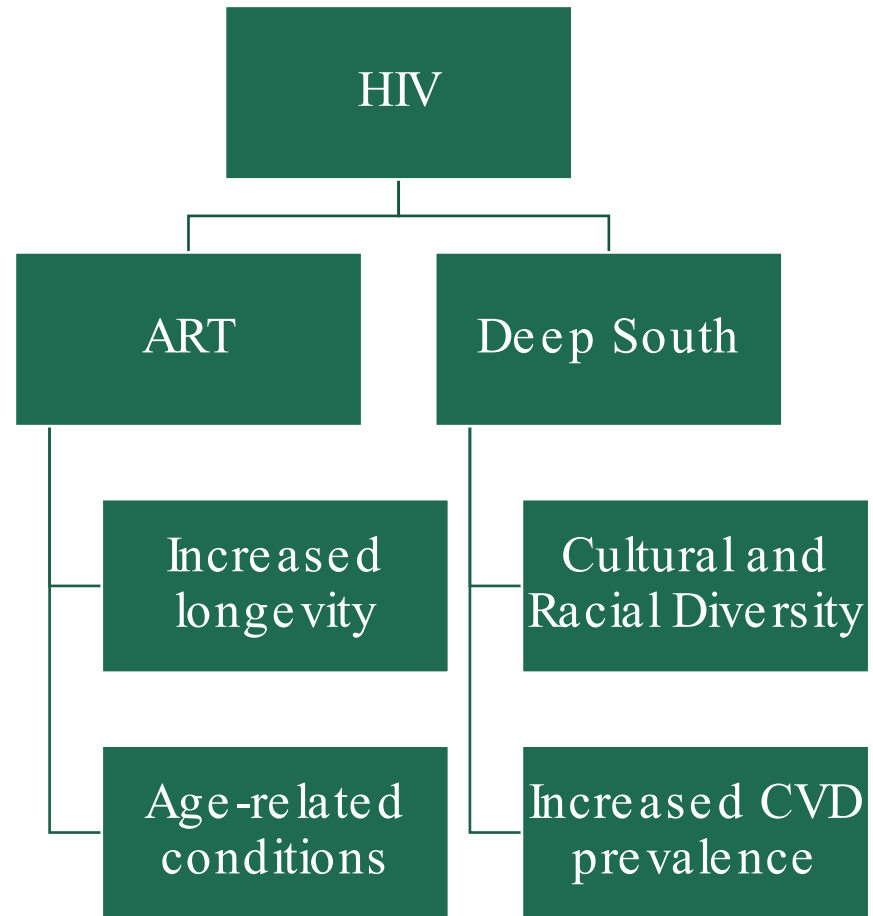 HIV
ART
Deep South
Increased
longevity
Cultural and
Racial Diversity
Age-related
conditions
Increased CVD
prevalence